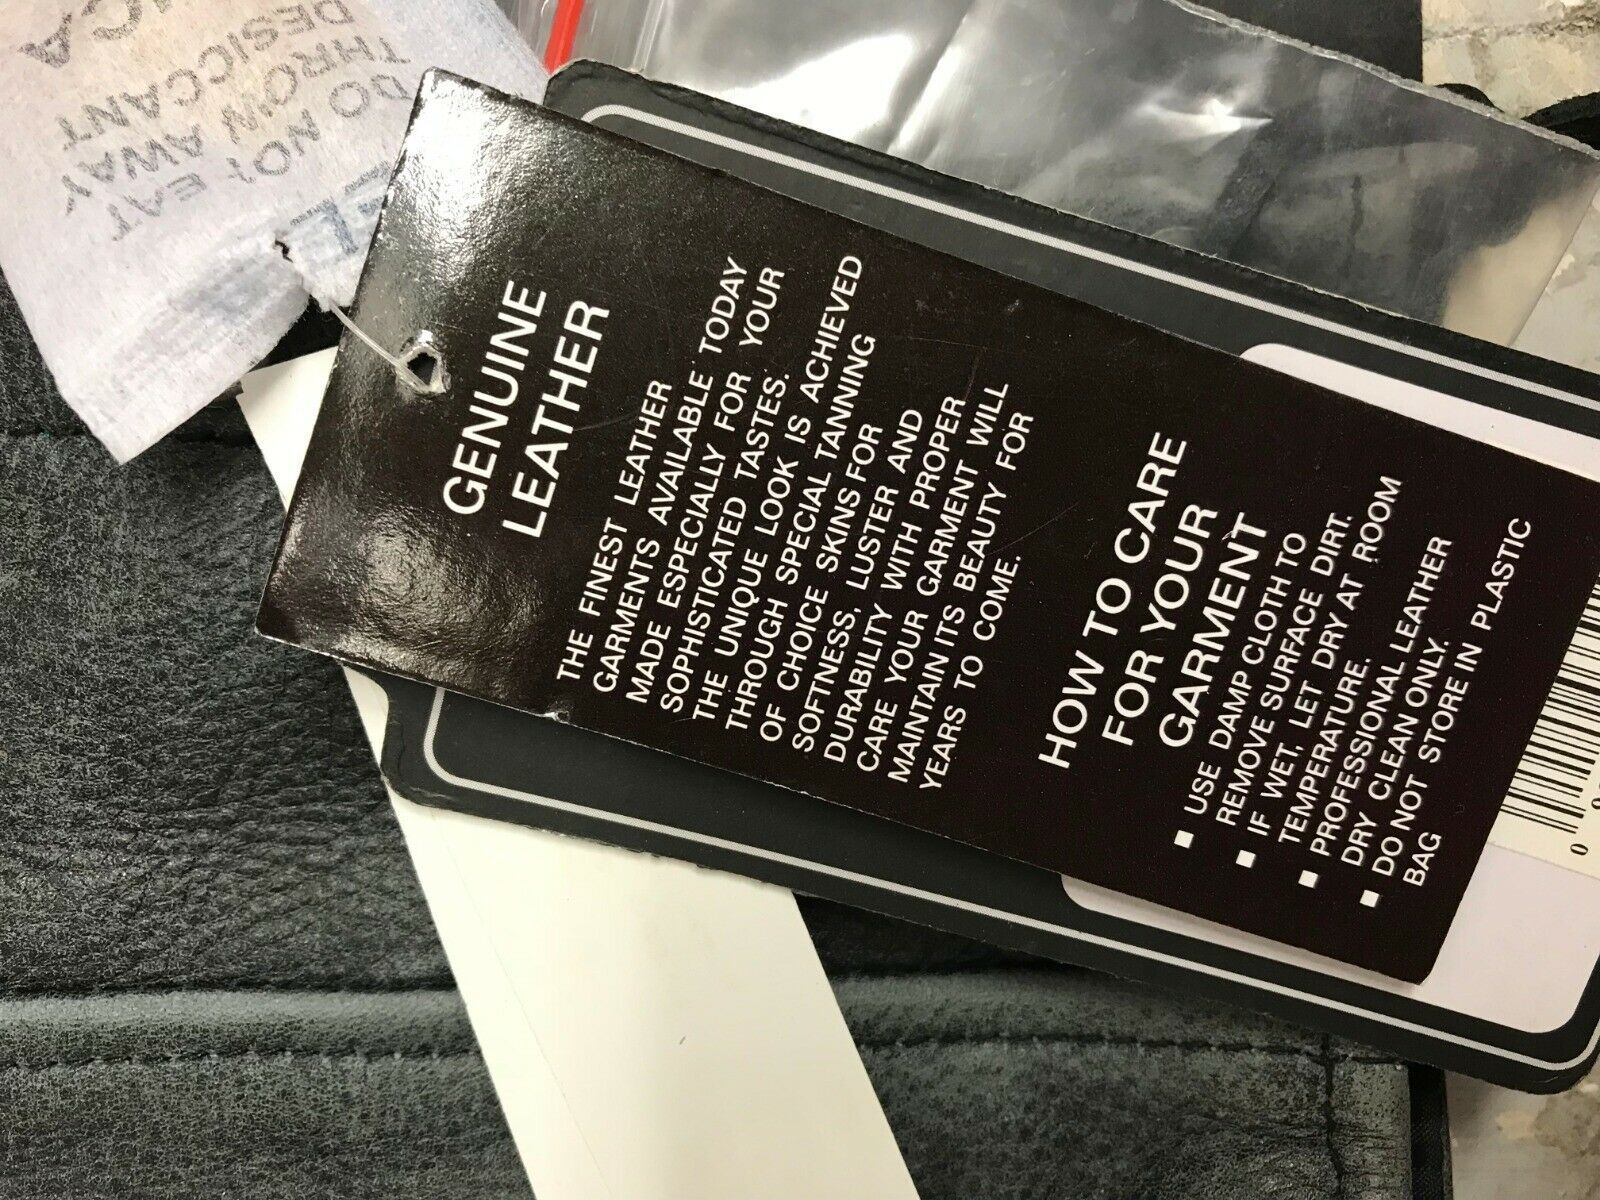 GENUINE
LEATHER
THE FINEST LEATHER
GARMENTS AVAILABLE TODAY
MADE ESPECIALLY FOR YOUR
SOPHISTICATED TASTES.
THE UNIQUE LOOK IS ACHIEVED
THROUGH SPECIAL TANNING
OF CHOICE SKINS FOR
SOFTNESS, LUSTER AND
DURABILITY WITH PROPER
CARE YOUR GARMENT WILL
MAINTAIN ITS BEAUTY FOR
YEARS TO COME.
HOW TO CARE
FOR YOUR
GARMENT
▪ USE DAMP CLOTH TO
REMOVE SURFACE DIRT.
▪ IF WET, LET DRY AT ROOM
TEMPERATURE.
▪ PROFESSIONAL LEATHER
DRY CLEAN ONLY.
▪ DO NOT STORE IN PLASTIC
BAG
DO NOT EAT
THROW AWAY
DESICCANT
0